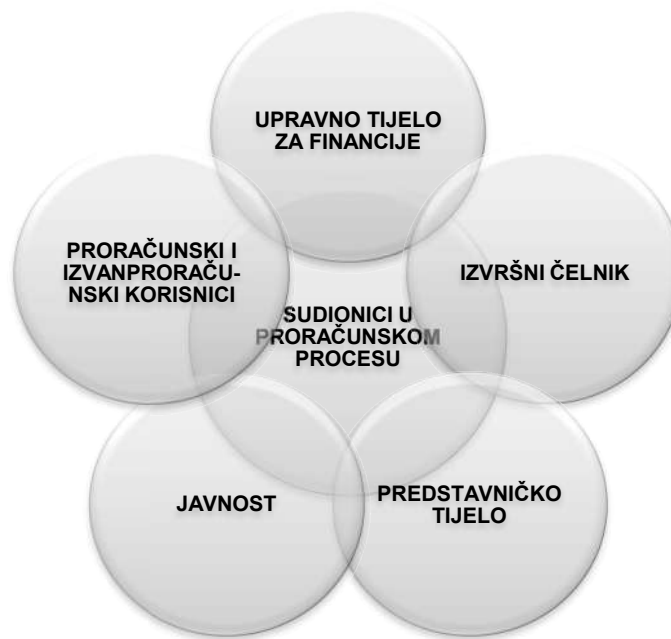 UPRAVNO TIJELO
ZA FINANCIJE
PRORAČUNSKI I
IZVANPRORAČU-
NSKI KORISNICI
IZVRŠNI ČELNIK
SUDIONICI U
PRORAČUNSKOM
PROCESU
JAVNOST
PREDSTAVNIČKO
TIJELO